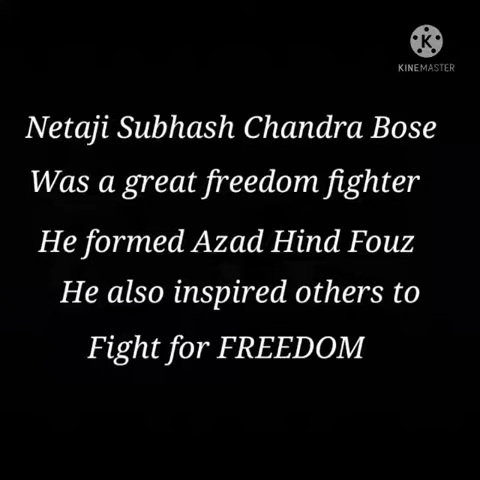 K
KINEMASTER
Netaji Subhash Chandra Bose
Was a great freedom fighter
He formed Azad Hind Fouz
He also inspired others to
Fight for FREEDOM